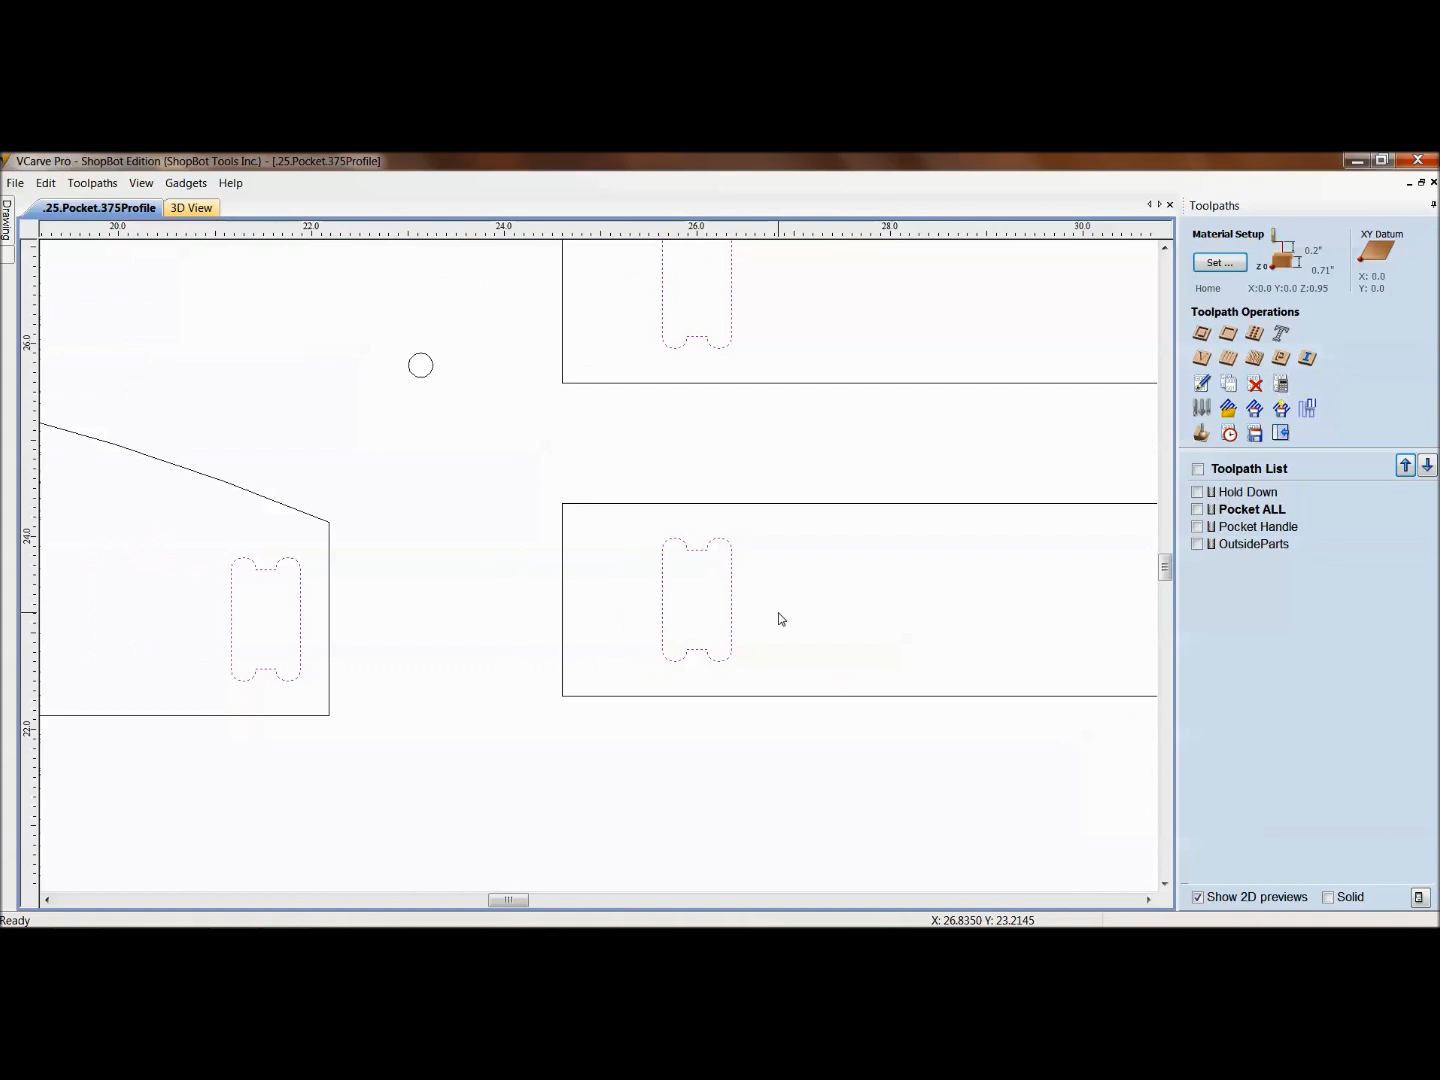 VCarve Pro - ShopBot Edition {ShopBot Tools Inc.} - [.25.Pocket.375Profile]
File Edit Toolpaths View Gadgets Help
Drawing
.25.Pocket.375Profile 3D View
20.0 22.0 24.0 26.0 28.0 30.0
26.0
24.0
22.0
Toolpaths
Material Setup XY Datum
Set ... Z 0 0.2"
0.71"
Home X:0.0 Y:0.0 Z:0.95
X: 0.0
Y: 0.0
Toolpath Operations
Toolpath List
Hold Down
Pocket ALL
Pocket Handle
OutsideParts
Show 2D previews Solid
Ready X: 26.8350 Y: 23.2145